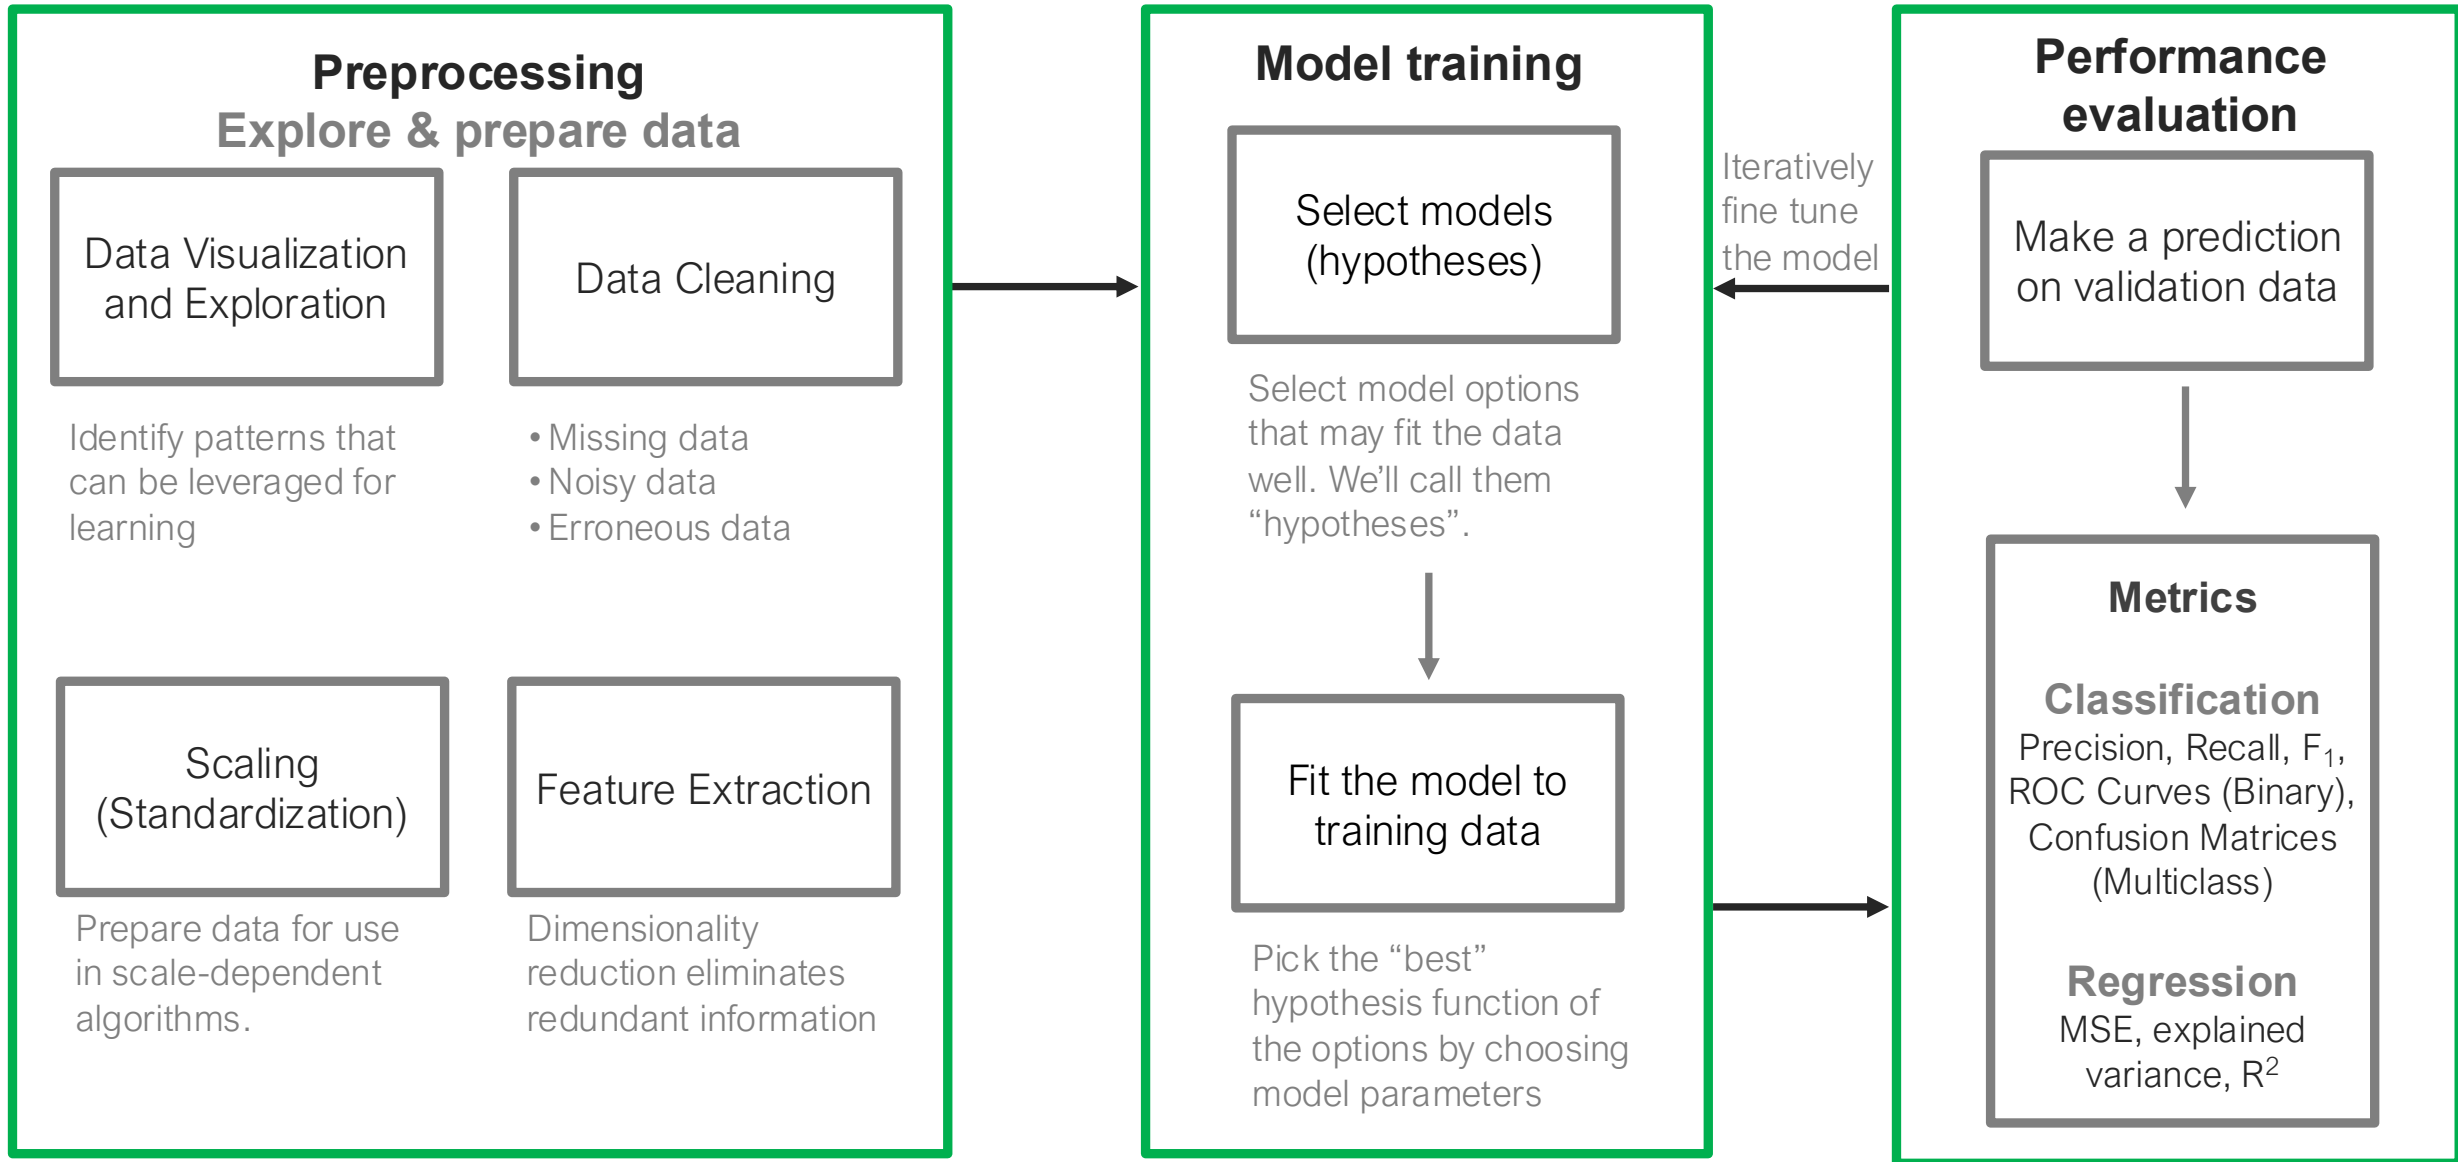 Preprocessing
Explore & prepare data
Data Visualization
and Exploration
Identify patterns that
can be leveraged for
learning
Data Cleaning
• Missing data
• Noisy data
• Erroneous data
Scaling
(Standardization)
Prepare data for use
in scale-dependent
algorithms.
Feature Extraction
Dimensionality
reduction eliminates
redundant information
Model training
Select models
(hypotheses)
Select model options
that may fit the data
well. We’ll call them
“hypotheses”.
Fit the model to
training data
Pick the “best”
hypothesis function of
the options by choosing
model parameters
Iteratively
fine tune
the model
Performance
evaluation
Make a prediction
on validation data
Metrics
Classification
Precision, Recall, F₁,
ROC Curves (Binary),
Confusion Matrices
(Multiclass)
Regression
MSE, explained
variance, R²